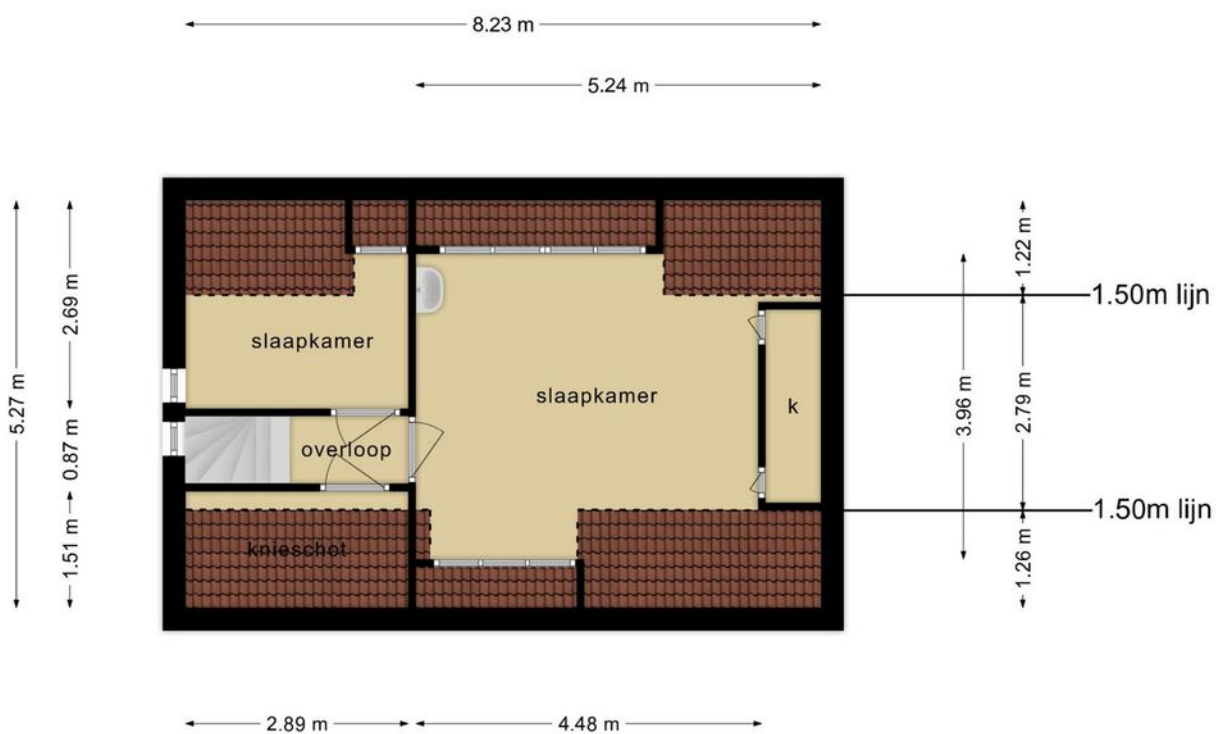 8.23 m
5.24 m
5.27 m
2.69 m
0.87 m
1.51 m
slaapkamer
slaapkamer
overloop
knieschot
k
1.22 m
1.50m lijn
3.96 m
2.79 m
1.50m lijn
1.26 m
2.89 m
4.48 m